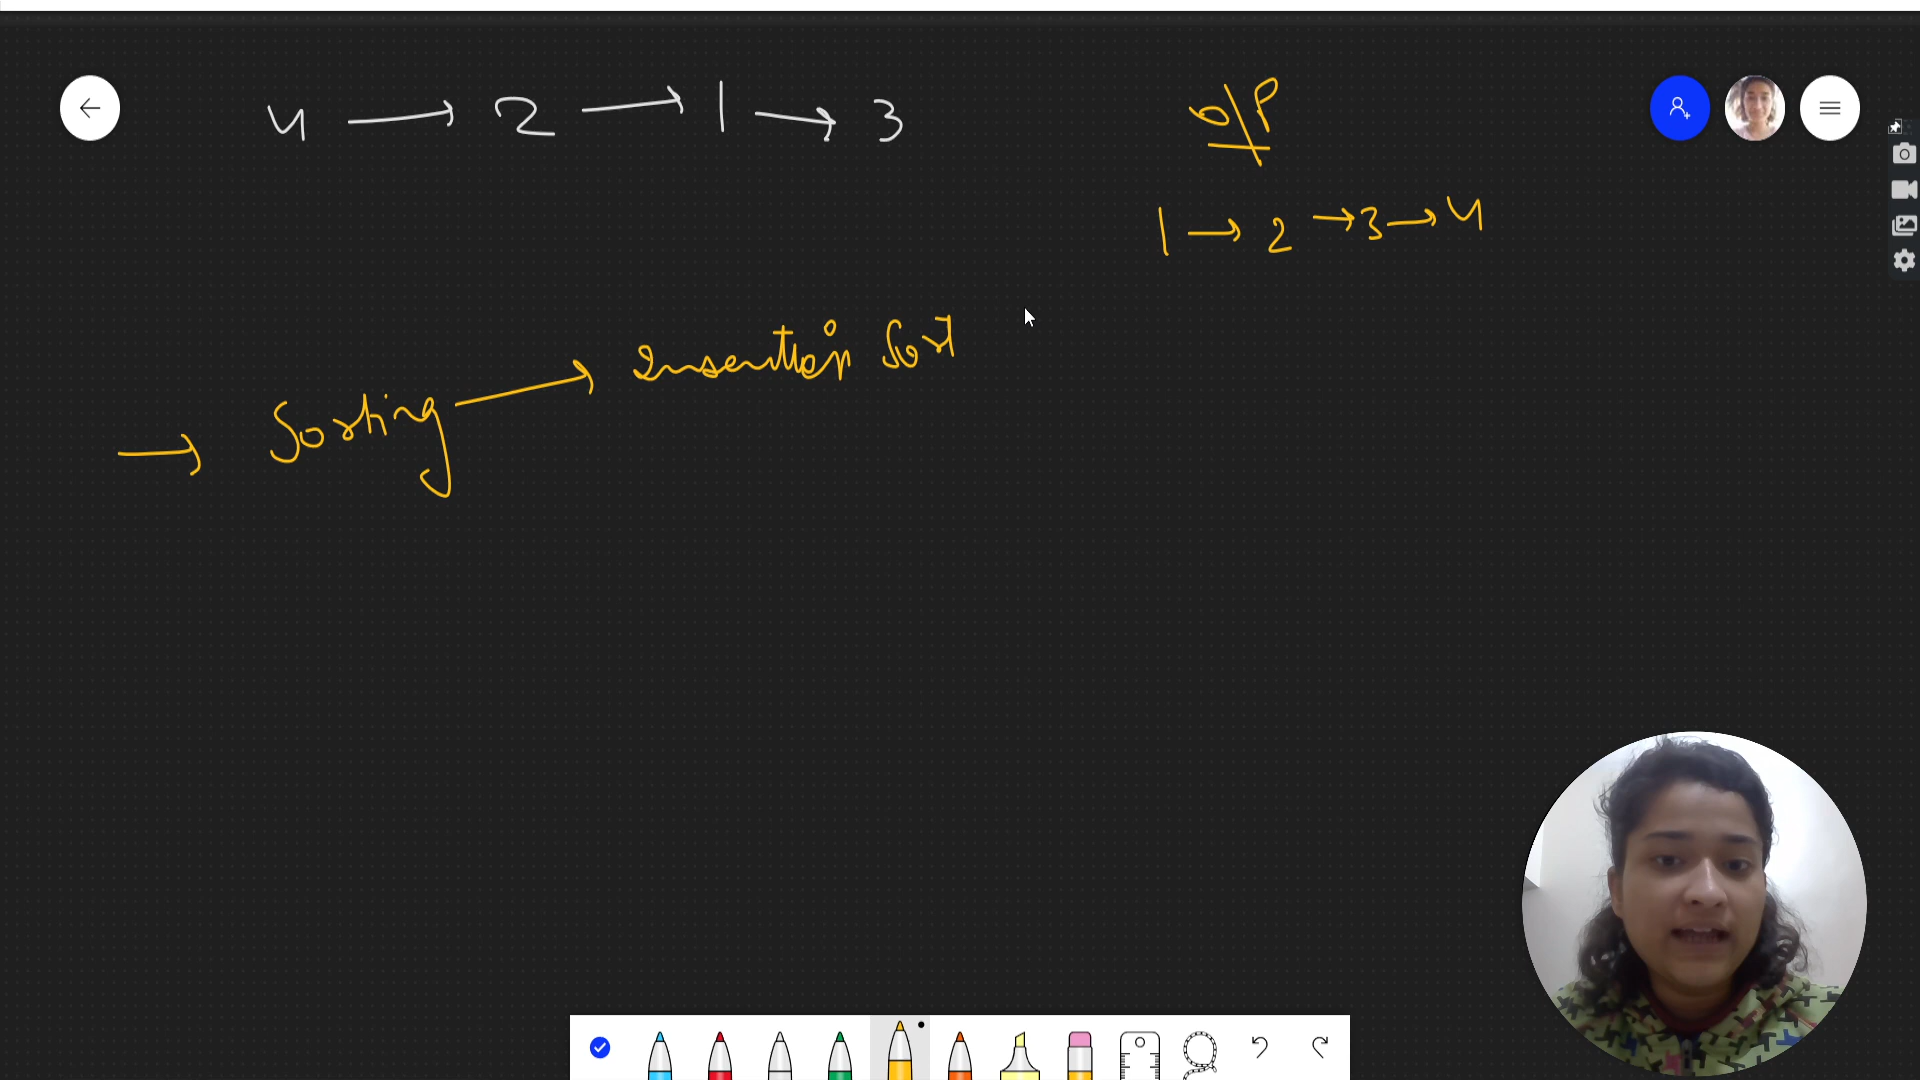 4 → 2 → 1 → 3
O/P
1 → 2 → 3 → 4
→ Sorting → Insertion Sort